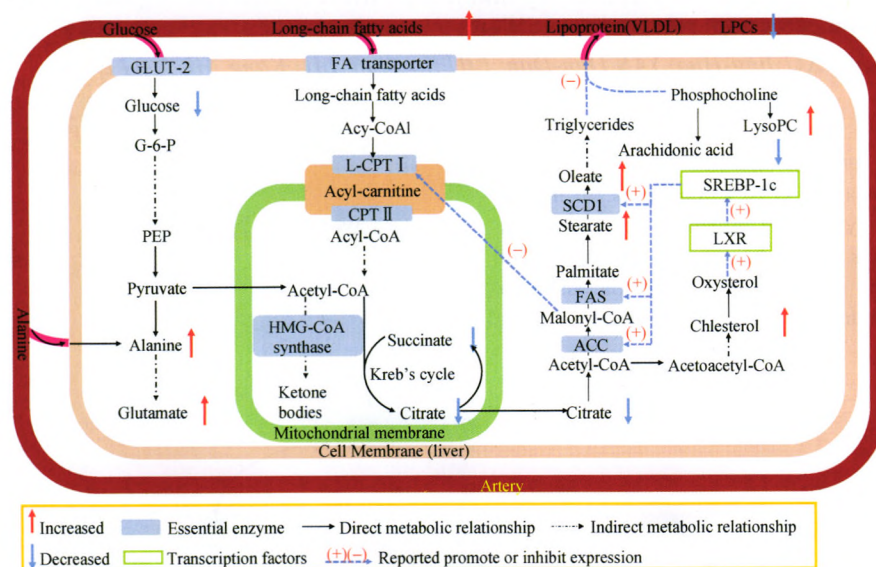 Glucose
Long-chain fatty acids
Lipoprotein(VLDL)
LPCs
GLUT-2
FA transporter
Glucose
Long-chain fatty acids
(−)
Phosphocholine
G-6-P
Acy-CoAl
Triglycerides
LysoPC
Arachidonic acid
L-CPT Ⅰ
Oleate
Acyl-carnitine
SCD1
(+)
SREBP-1c
CPT Ⅱ
Stearate
(+)
PEP
Acyl-CoA
(−)
LXR
Palmitate
(+)
Pyruvate
Acetyl-CoA
FAS
(+)
Oxysterol
Malonyl-CoA
Alanine
HMG-CoA
synthase
Succinate
(+)
Chlesterol
Alanine
ACC
Kreb's cycle
Acetyl-CoA
Acetoacetyl-CoA
Ketone
bodies
Glutamate
Citrate
Citrate
Mitochondrial membrane
Cell Membrane (liver)
Artery
Increased
Essential enzyme
Direct metabolic relationship
Indirect metabolic relationship
Decreased
Transcription factors
(+)(−)
Reported promote or inhibit expression